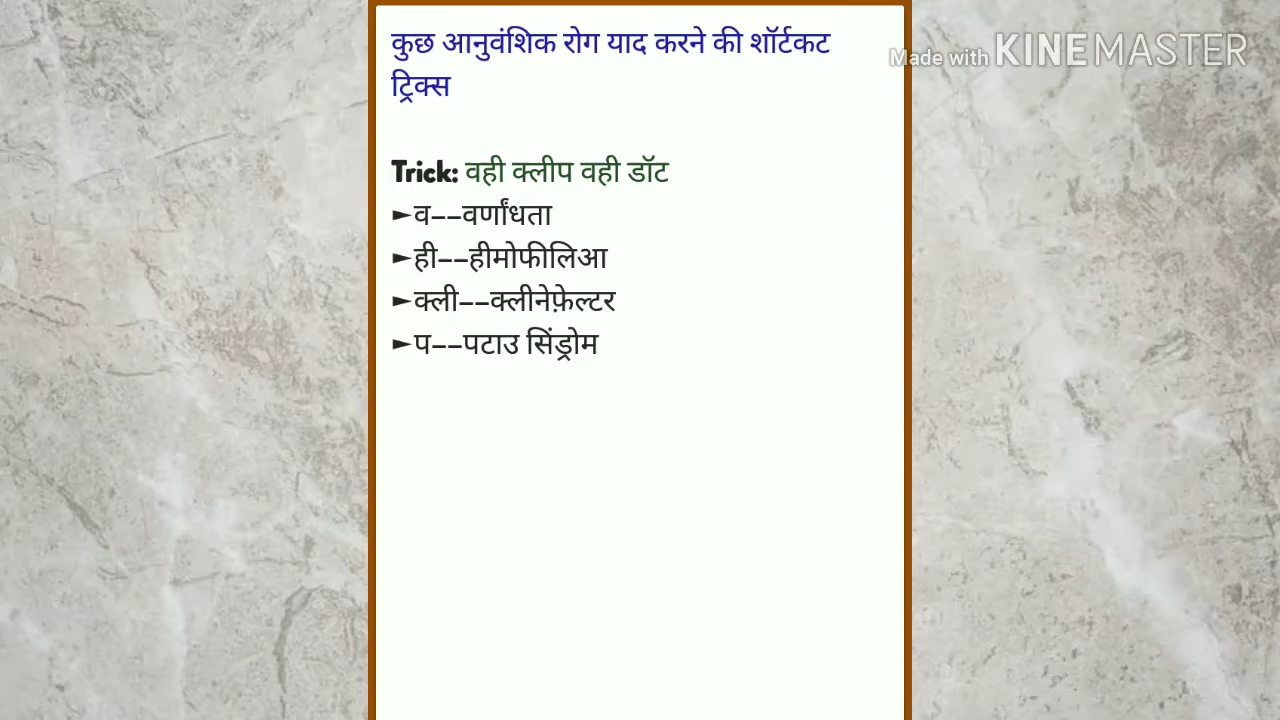 कुछ आनुवंशिक रोग याद करने की शॉर्टकट
ट्रिक्स
Made with KINEMASTER
Trick: वही क्लीप वही डॉट
►व––वर्णांधता
►ही––हीमोफीलिआ
►क्ली––क्लीनेफ़ेल्टर
►प––पटाउ सिंड्रोम